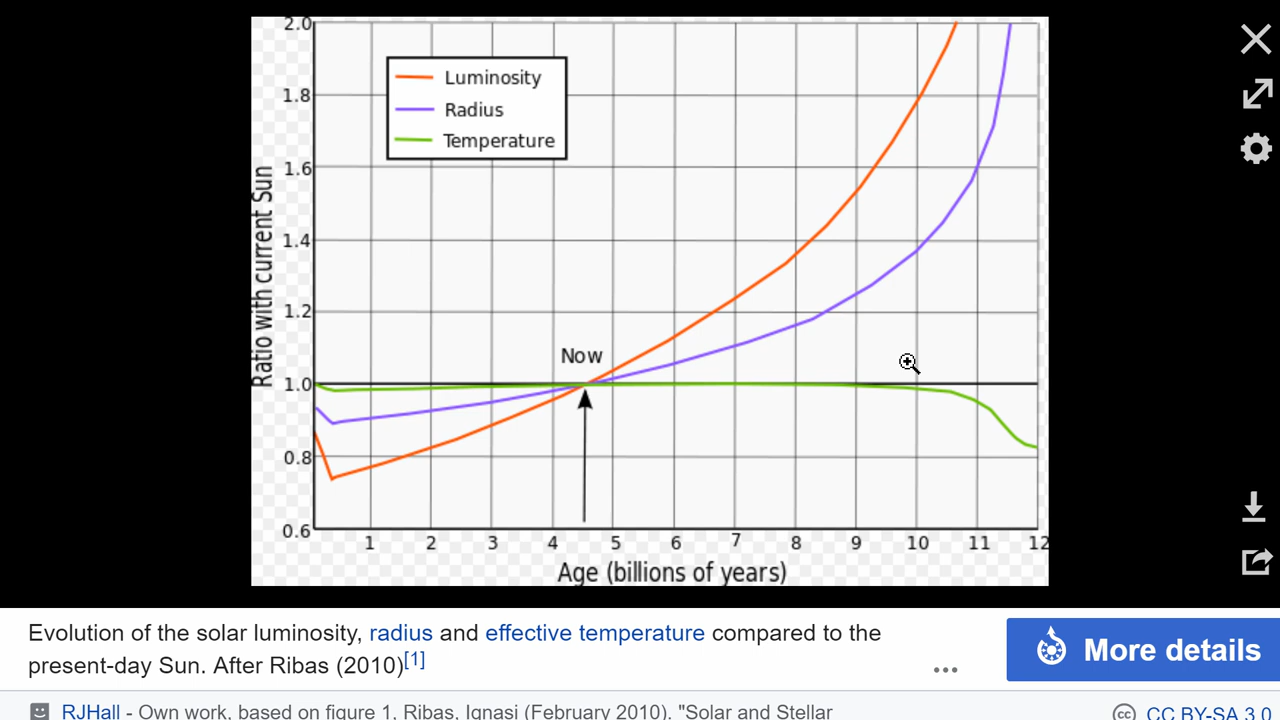 2.0
1.8
1.6
1.4
1.2
1.0
0.8
0.6
Ratio with current Sun
Luminosity
Radius
Temperature
Now
1 2 3 4 5 6 7 8 9 10 11 12
Age (billions of years)
Evolution of the solar luminosity, radius and effective temperature compared to the
present-day Sun. After Ribas (2010)[1]
More details
RJHall - Own work, based on figure 1, Ribas, Ignasi (February 2010). "Solar and Stellar
cc CC BY-SA 3.0